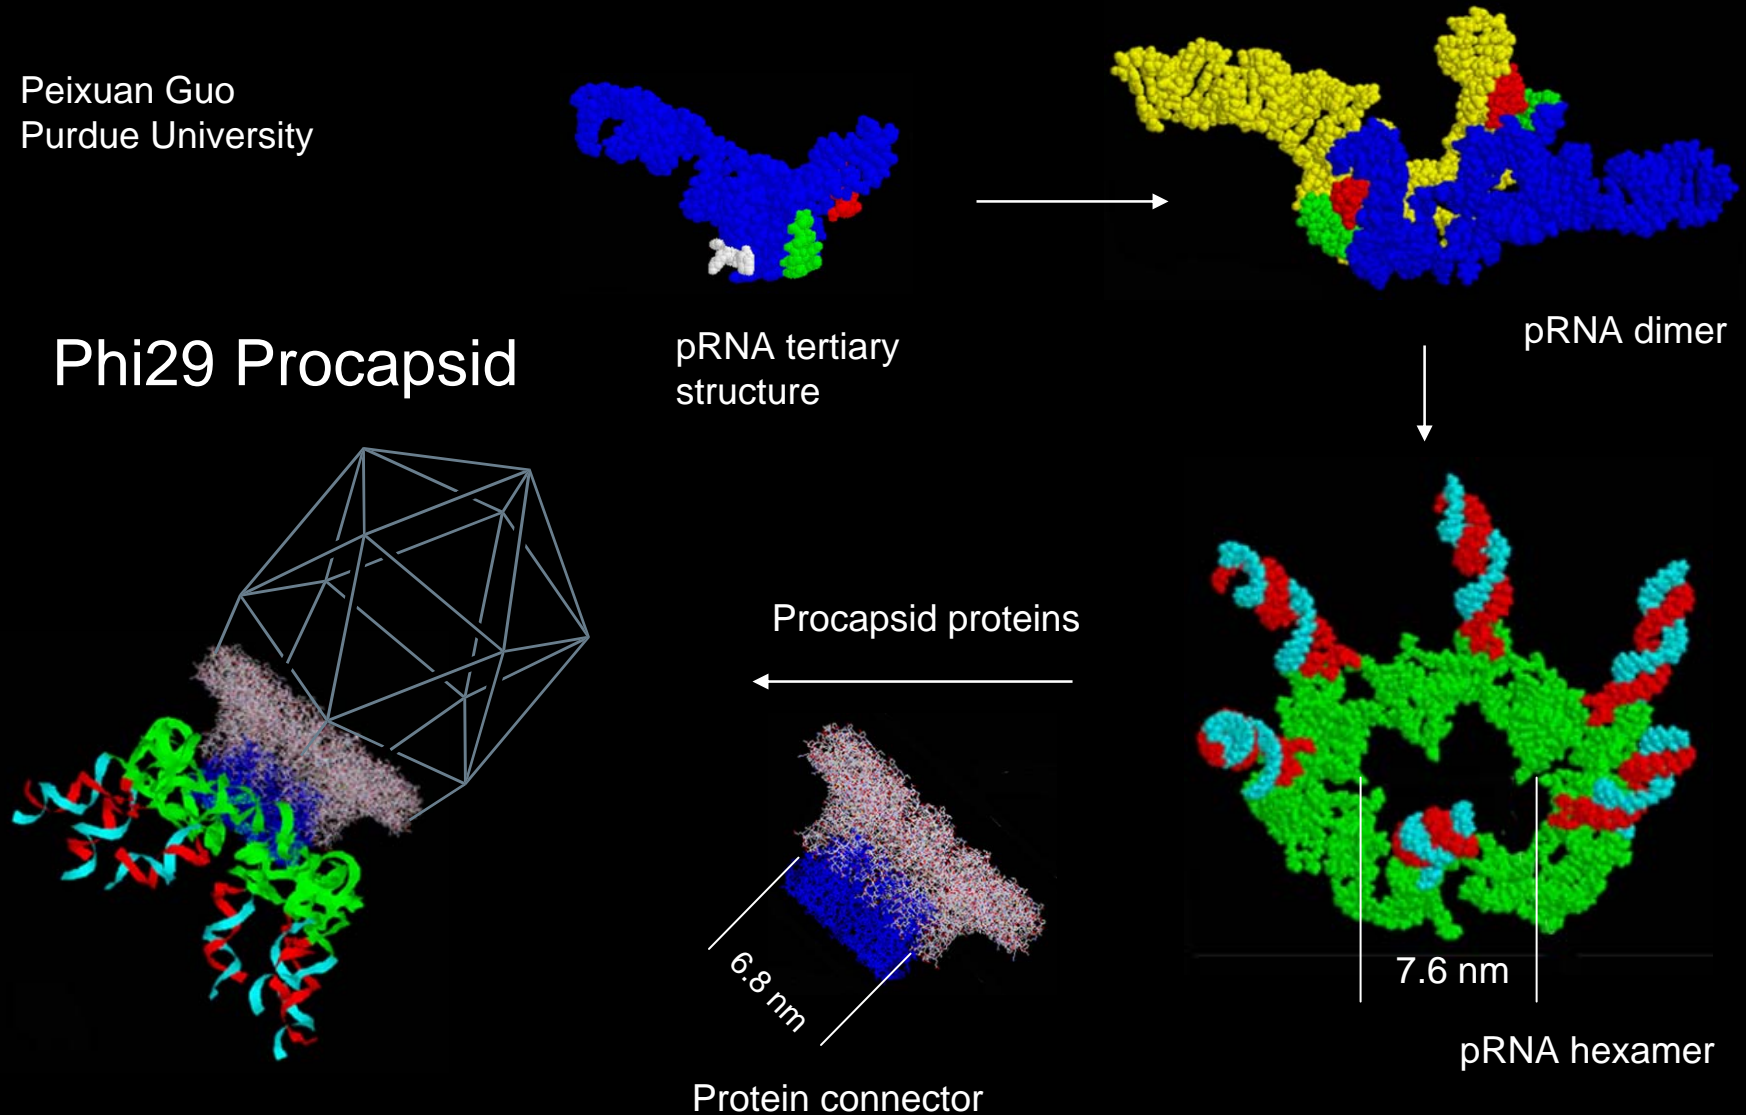 Peixuan Guo
Purdue University
pRNA tertiary
structure
pRNA dimer
Phi29 Procapsid
Procapsid proteins
6.8 nm
7.6 nm
pRNA hexamer
Protein connector